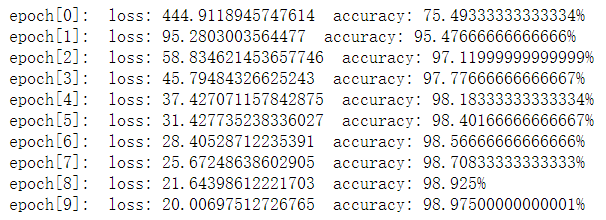 epoch[0]:  loss: 444.9118945747614  accuracy: 75.49333333333334%
epoch[1]:  loss: 95.2803003564477  accuracy: 95.47666666666666%
epoch[2]:  loss: 58.834621453657746  accuracy: 97.11999999999999%
epoch[3]:  loss: 45.79484326625243  accuracy: 97.77666666666667%
epoch[4]:  loss: 37.427071157842875  accuracy: 98.18333333333334%
epoch[5]:  loss: 31.427735238336027  accuracy: 98.40166666666667%
epoch[6]:  loss: 28.40528712235391  accuracy: 98.56666666666666%
epoch[7]:  loss: 25.67248638602905  accuracy: 98.70833333333333%
epoch[8]:  loss: 21.64398612221703  accuracy: 98.925%
epoch[9]:  loss: 20.00697512726765  accuracy: 98.97500000000001%